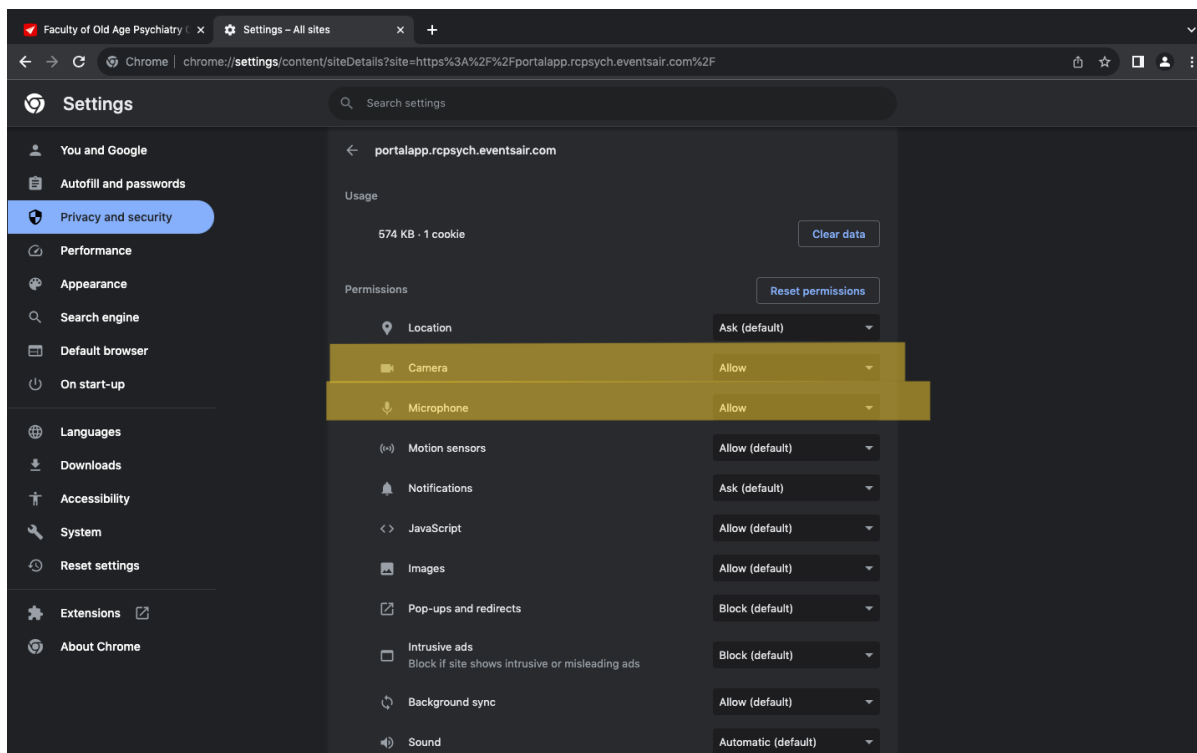 Faculty of Old Age Psychiatry
Settings – All sites
Chrome | chrome://settings/content/siteDetails?site=https%3A%2F%2Fportalapp.rcpsych.eventsair.com%2F
Settings
Search settings
You and Google
Autofill and passwords
Privacy and security
Performance
Appearance
Search engine
Default browser
On start-up
Languages
Downloads
Accessibility
System
Reset settings
Extensions
About Chrome
portalapp.rcpsych.eventsair.com
Usage
574 KB · 1 cookie Clear data
Permissions Reset permissions
Location Ask (default)
Camera Allow
Microphone Allow
Motion sensors Allow (default)
Notifications Ask (default)
JavaScript Allow (default)
Images Allow (default)
Pop-ups and redirects Block (default)
Intrusive ads Block (default)
Block if site shows intrusive or misleading ads
Background sync Allow (default)
Sound Automatic (default)